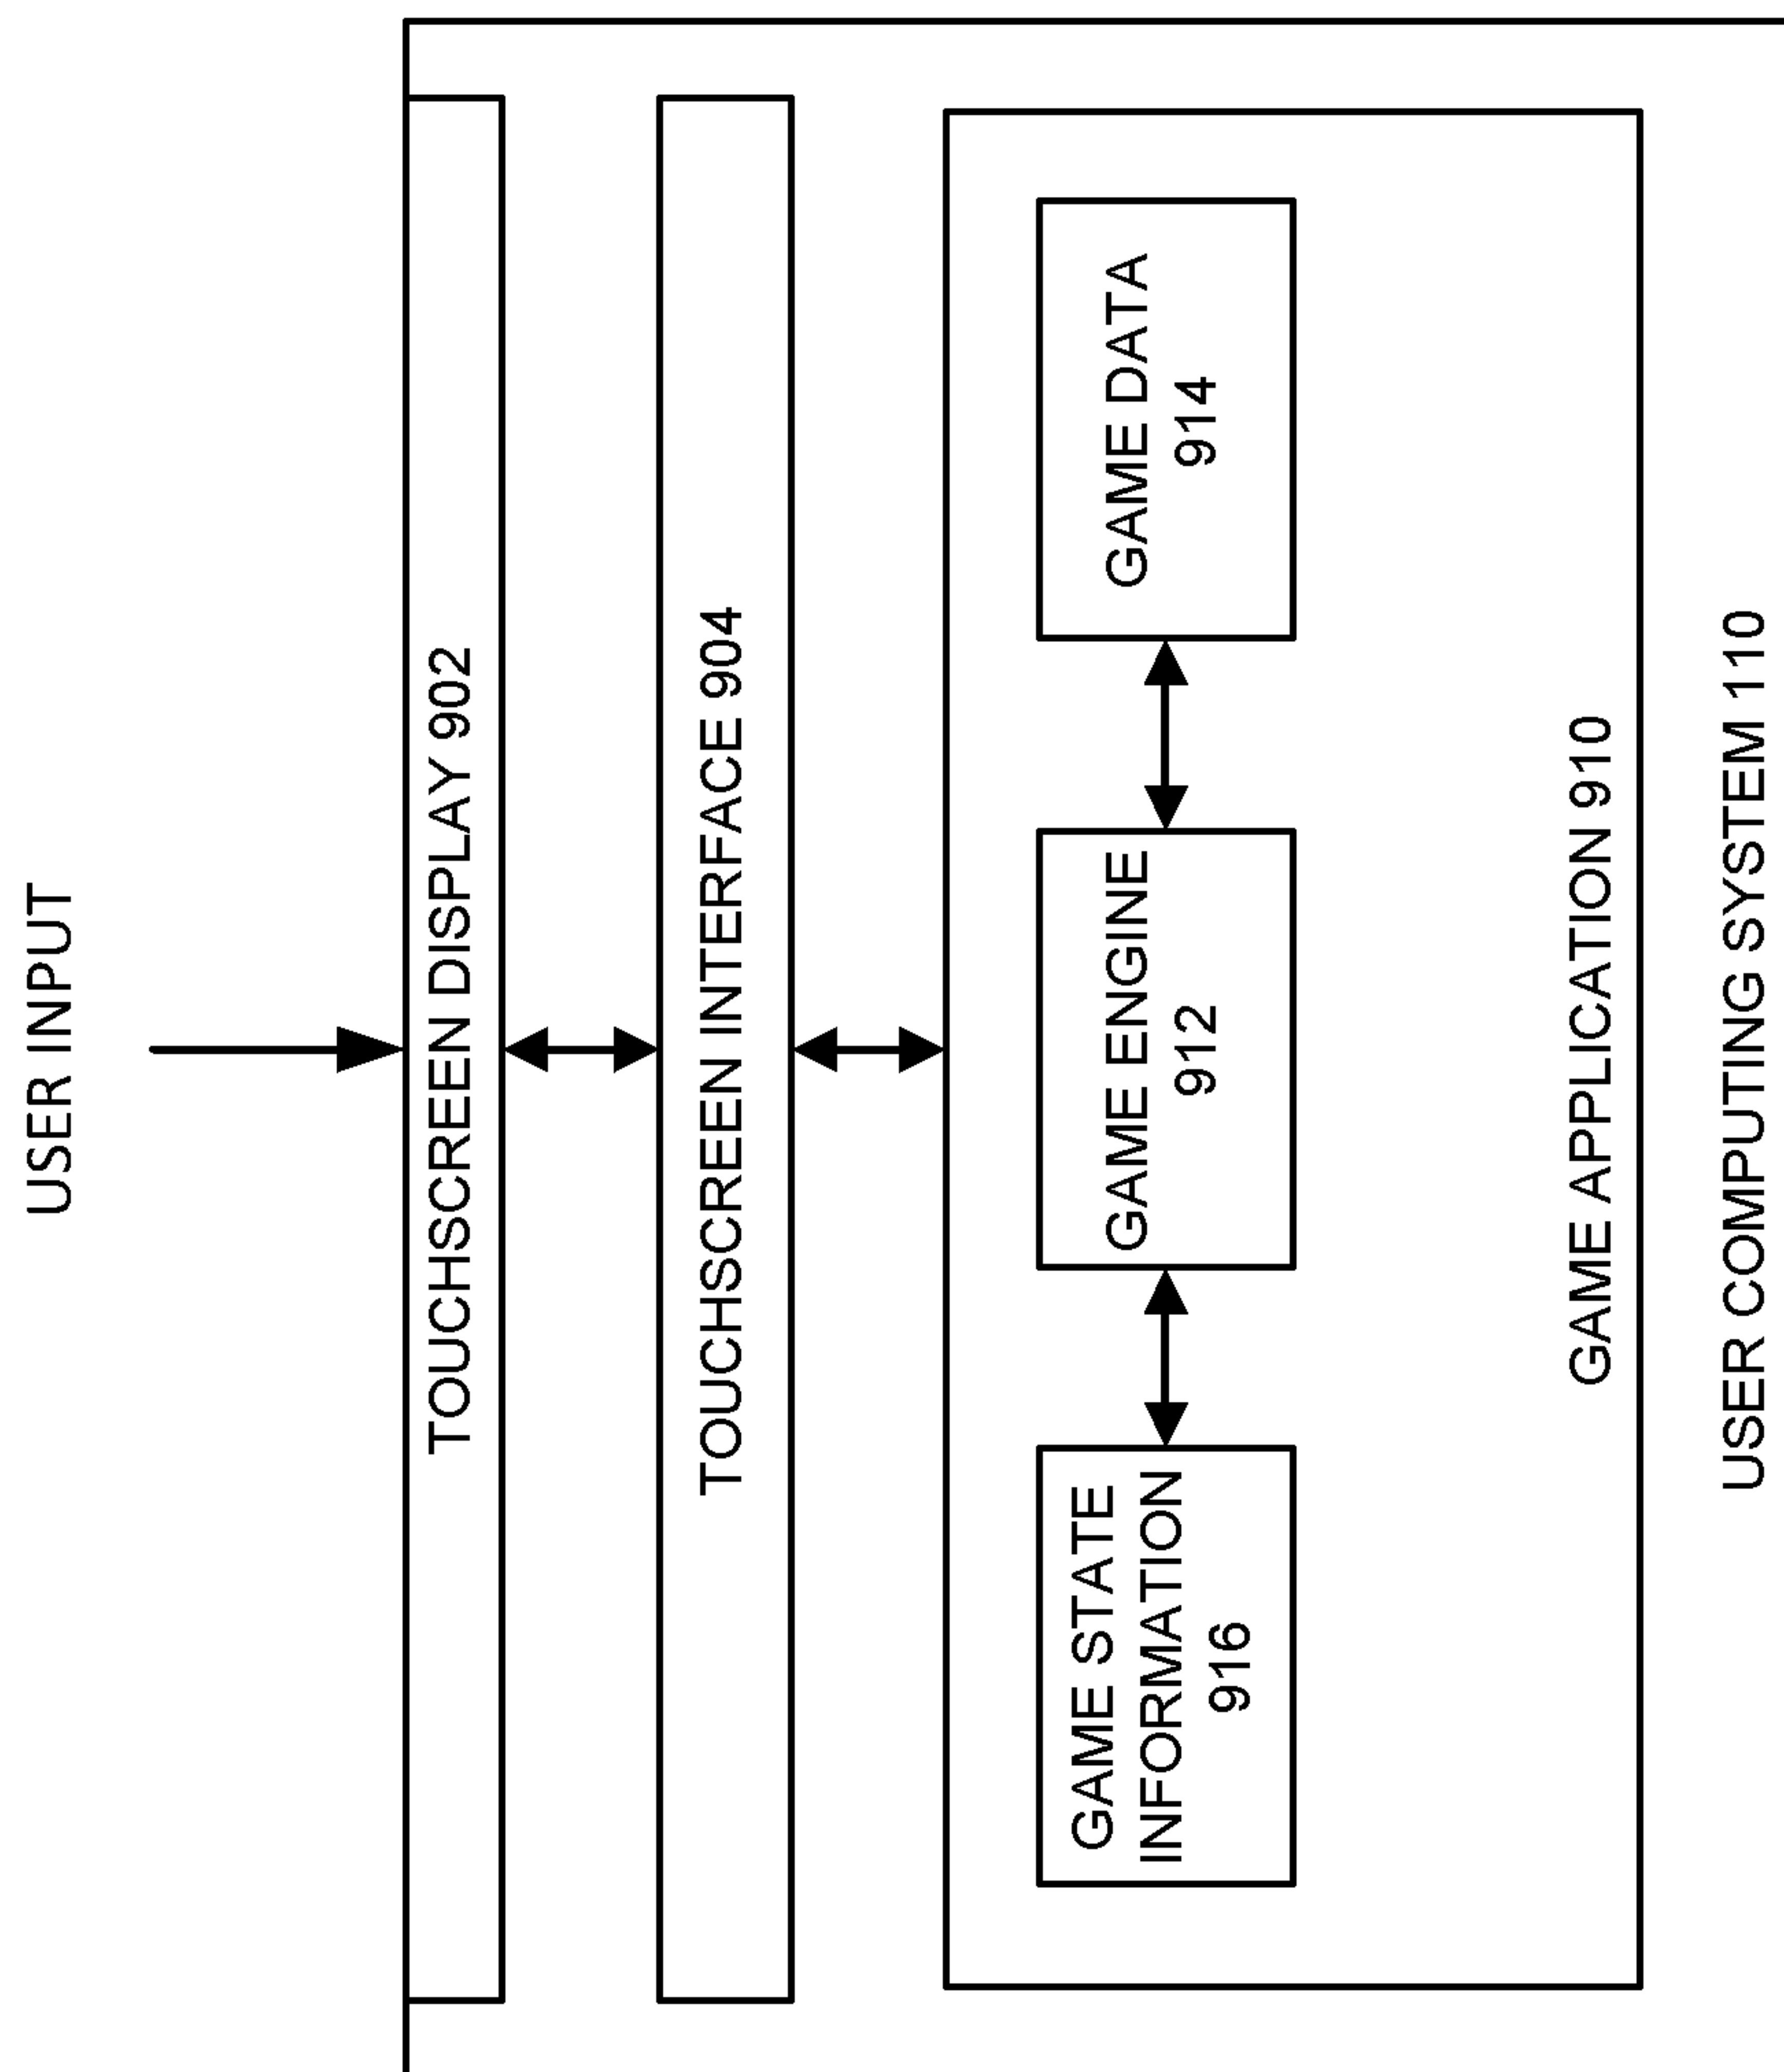 USER INPUT
TOUCHSCREEN DISPLAY 902
TOUCHSCREEN INTERFACE 904
GAME STATE
INFORMATION
916
GAME ENGINE
912
GAME DATA
914
GAME APPLICATION 910
USER COMPUTING SYSTEM 110